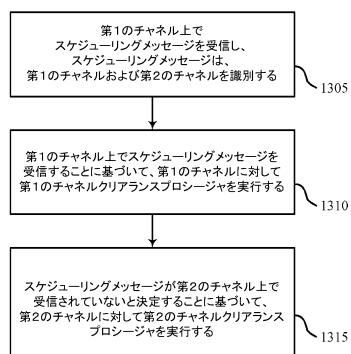 第１のチャネル上で
スケジューリングメッセージを受信し、
スケジューリングメッセージは、
第１のチャネルおよび第２のチャネルを識別する
1305
第１のチャネル上でスケジューリングメッセージを
受信することに基づいて、第１のチャネルに対して
第１のチャネルクリアランスプロシージャを実行する
1310
スケジューリングメッセージが第２のチャネル上で
受信されていないと決定することに基づいて、
第２のチャネルに対して第２のチャネルクリアランス
プロシージャを実行する
1315